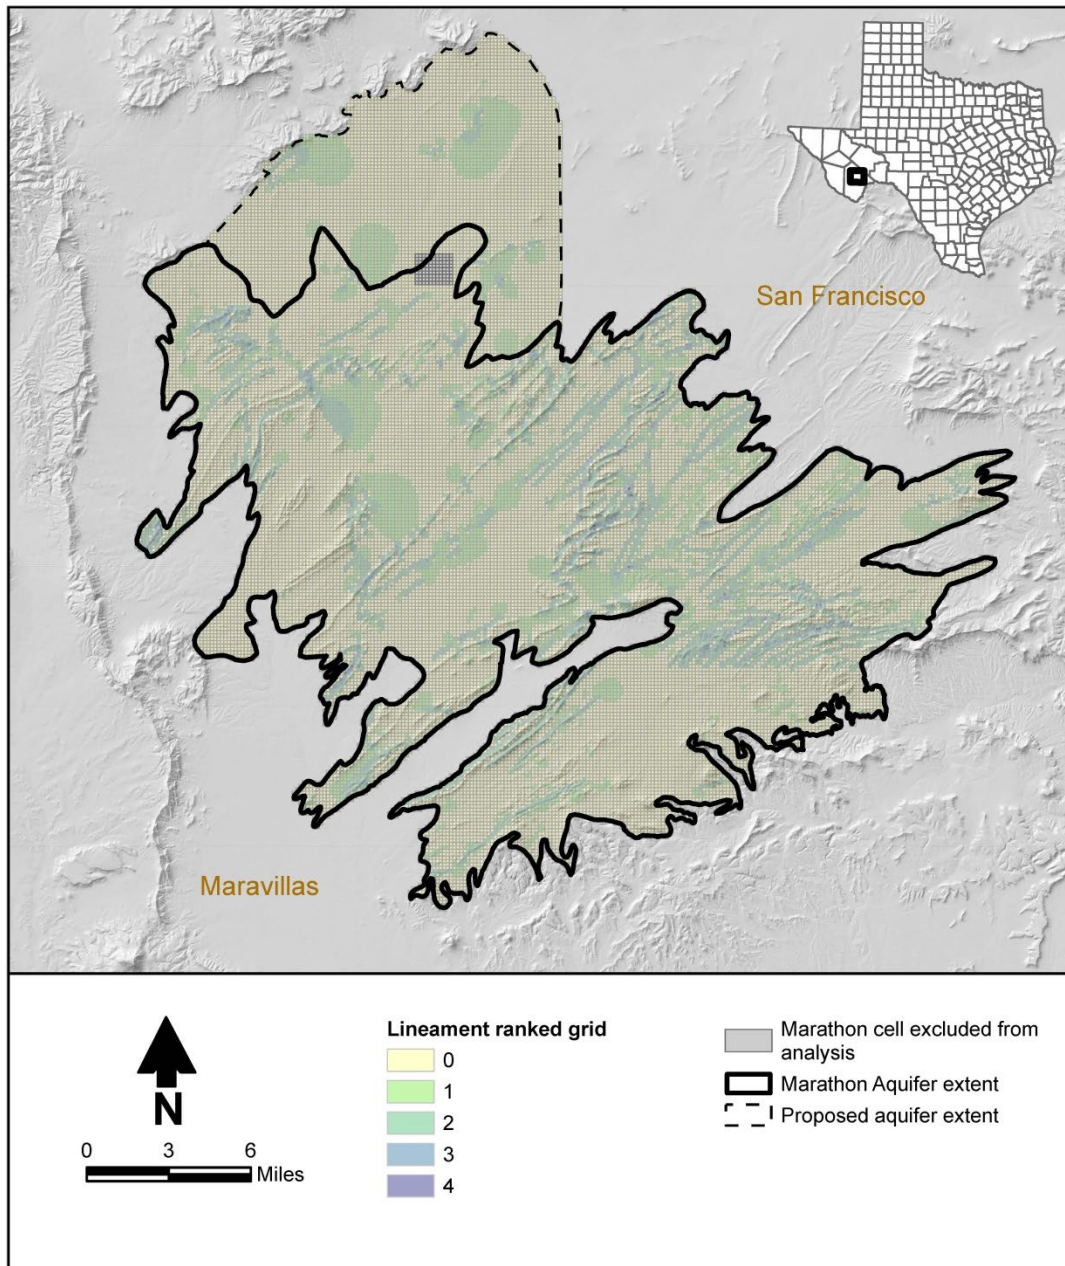 San Francisco
Maravillas
N
0 3 6
Miles
Lineament ranked grid
0
1
2
3
4
Marathon cell excluded from
analysis
Marathon Aquifer extent
Proposed aquifer extent